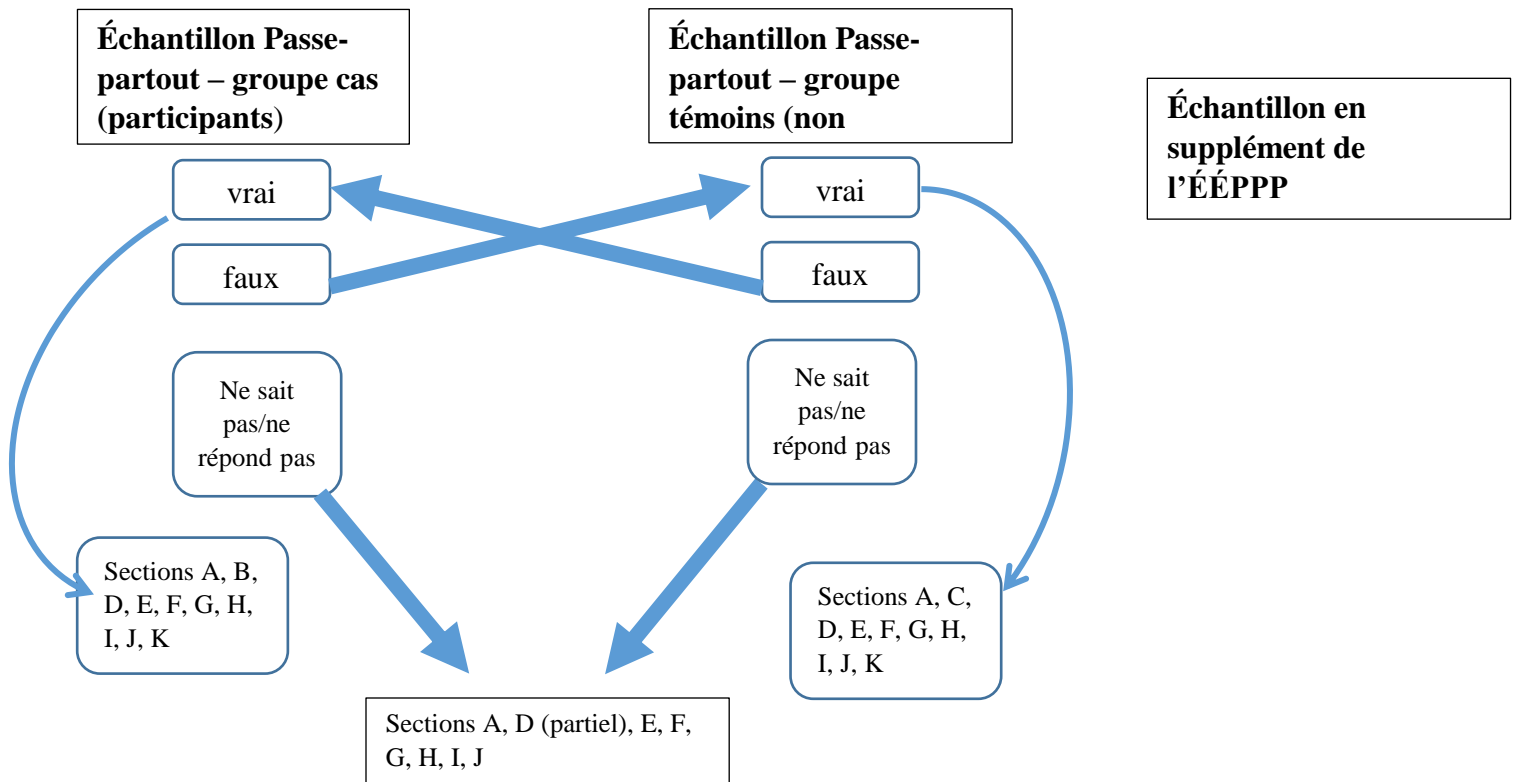 Échantillon Passe-
partout – groupe cas
(participants)
Échantillon Passe-
partout – groupe
témoins (non
Échantillon en
supplément de
l’ÉÉPPP
vrai
vrai
faux
faux
Ne sait
pas/ne
répond pas
Ne sait
pas/ne
répond pas
Sections A, B,
D, E, F, G, H,
I, J, K
Sections A, C,
D, E, F, G, H,
I, J, K
Sections A, D (partiel), E, F,
G, H, I, J